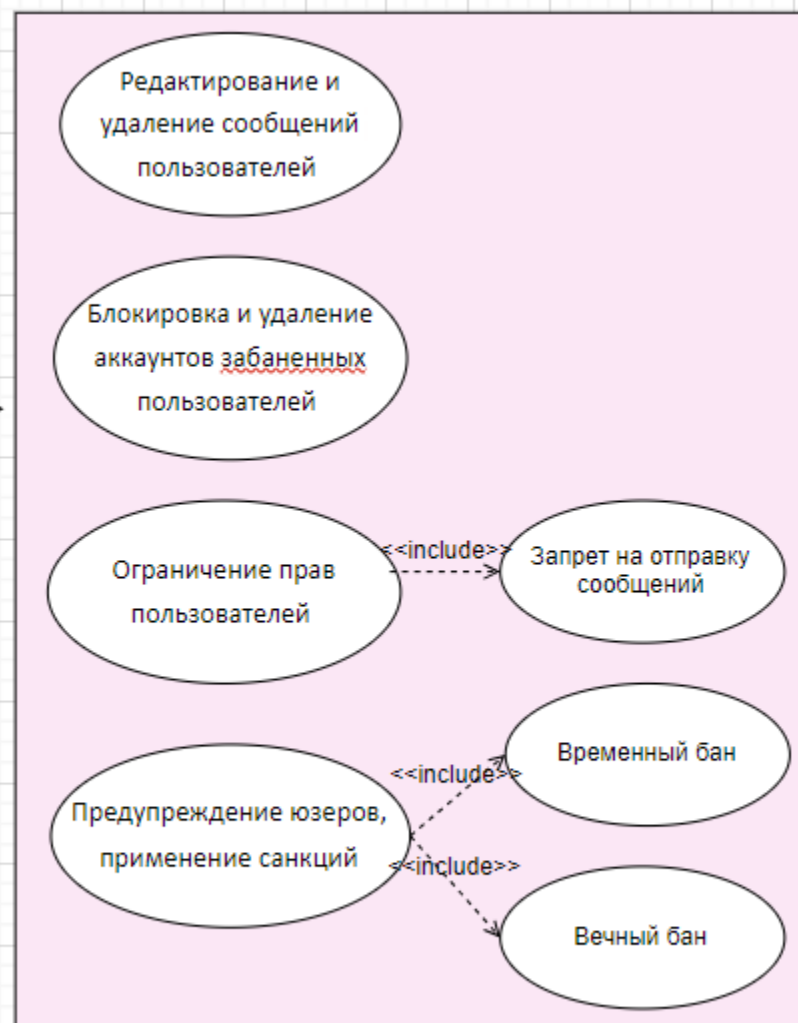 Редактирование и
удаление сообщений
пользователей
Блокировка и удаление
аккаунтов забаненных
пользователей
Ограничение прав
пользователей
<<include>>
Запрет на отправку
сообщений
Предупреждение юзеров,
применение санкций
<<include>>
Временный бан
<<include>>
Вечный бан